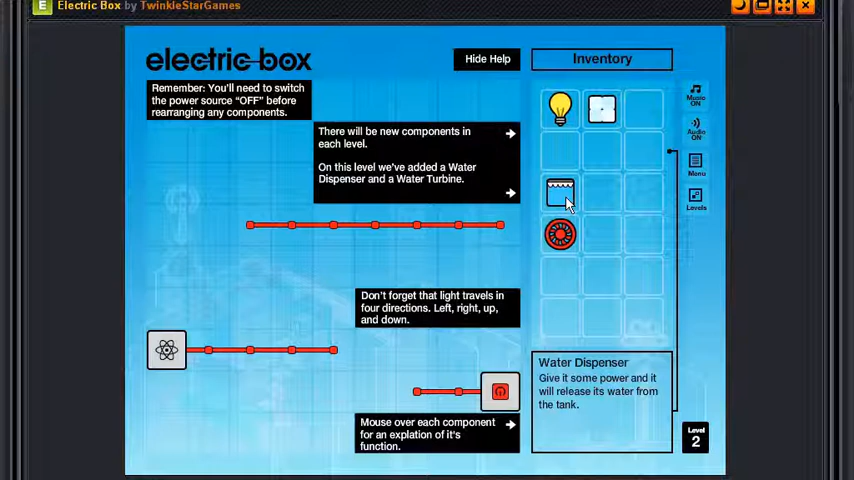 E Electric Box by TwinkleStarGames
electric box
Hide Help
Inventory
Remember: You'll need to switch
the power source "OFF" before
rearranging any components.
There will be new components in
each level.
On this level we've added a Water
Dispenser and a Water Turbine.
Music
ON
Audio
ON
Menu
Levels
Don't forget that light travels in
four directions. Left, right, up,
and down.
Water Dispenser
Give it some power and it
will release its water from
the tank.
Mouse over each component
for an explation of it's
function.
Level
2